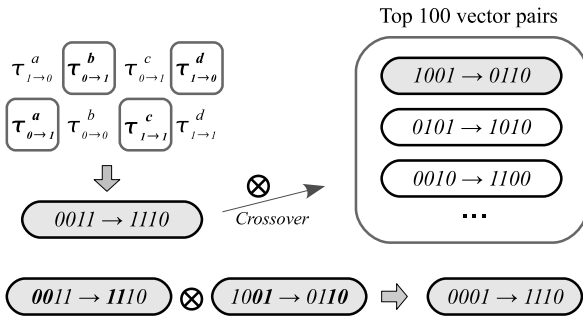 Top 100 vector pairs
τ^a_{1→0} τ^b_{0→1} τ^c_{0→1} τ^d_{1→0}
1001 → 0110
τ^a_{0→1} τ^b_{0→0} τ^c_{1→1} τ^d_{1→1}
0101 → 1010
0010 → 1100
...
0011 → 1110
⊗
Crossover
0011 → 1110 ⊗ 1001 → 0110 0001 → 1110